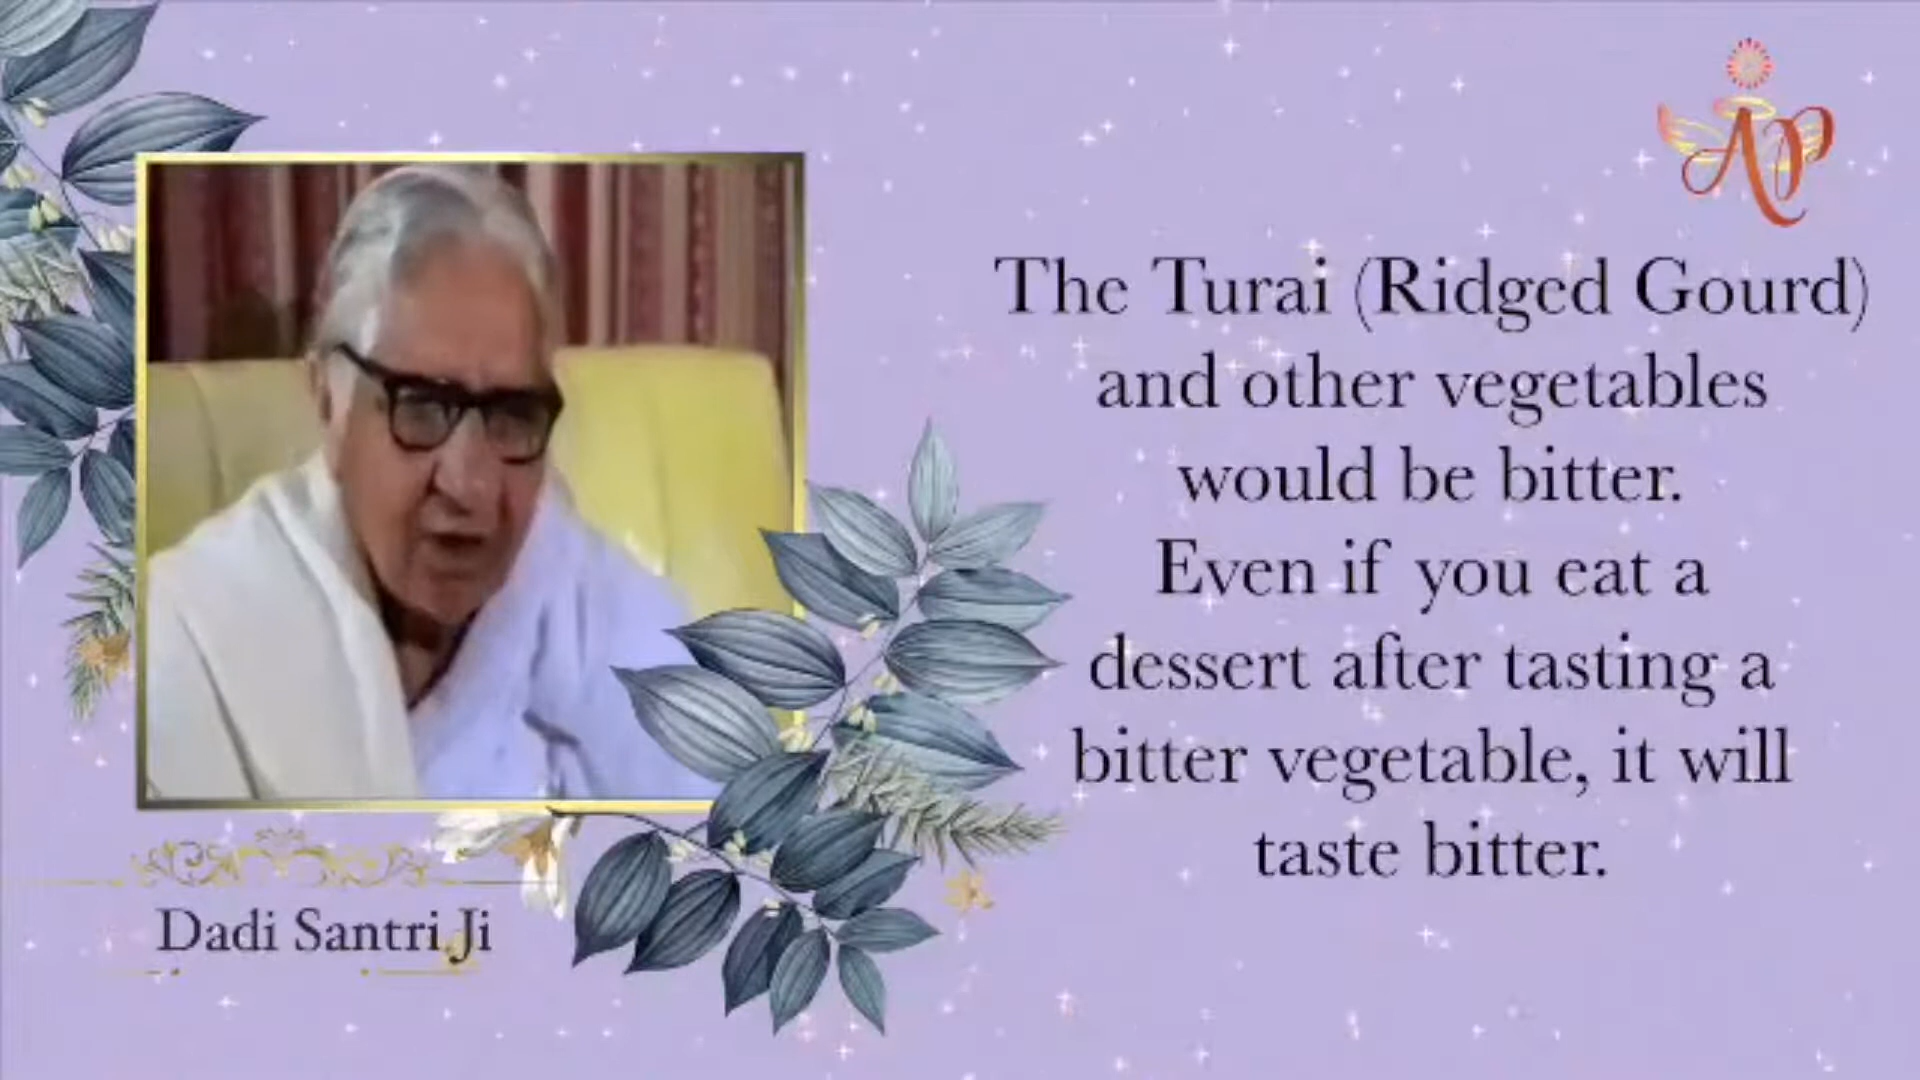 AP
The Turai (Ridged Gourd)
and other vegetables
would be bitter.
Even if you eat a
dessert after tasting a
bitter vegetable, it will
taste bitter.
Dadi Santri Ji